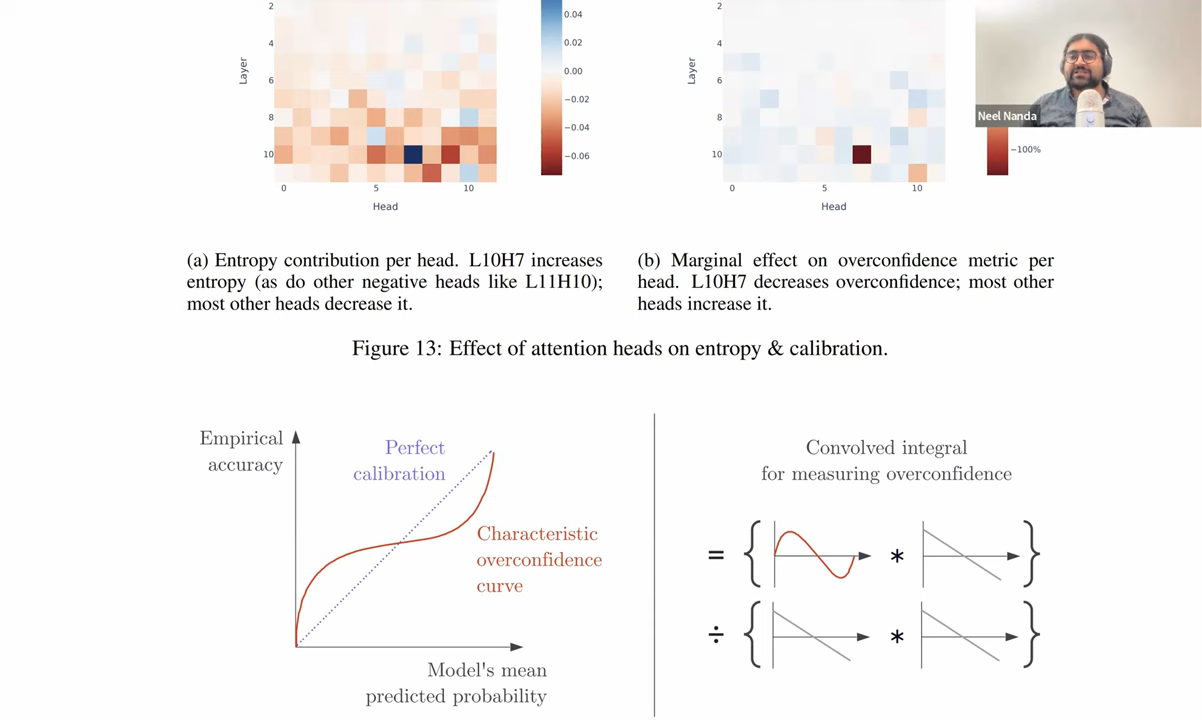 2
4
6
8
10
Layer
0
5
10
Head
0.04
0.02
0.00
−0.02
−0.04
−0.06
2
4
6
8
10
Layer
0
5
10
Head
−100%
Neel Nanda
(a) Entropy contribution per head. L10H7 increases
entropy (as do other negative heads like L11H10);
most other heads decrease it.
(b) Marginal effect on overconfidence metric per
head. L10H7 decreases overconfidence; most other
heads increase it.
Figure 13: Effect of attention heads on entropy & calibration.
Empirical
accuracy
Perfect
calibration
Characteristic
overconfidence
curve
Model's mean
predicted probability
Convolved integral
for measuring overconfidence
= { * }
÷ { * }